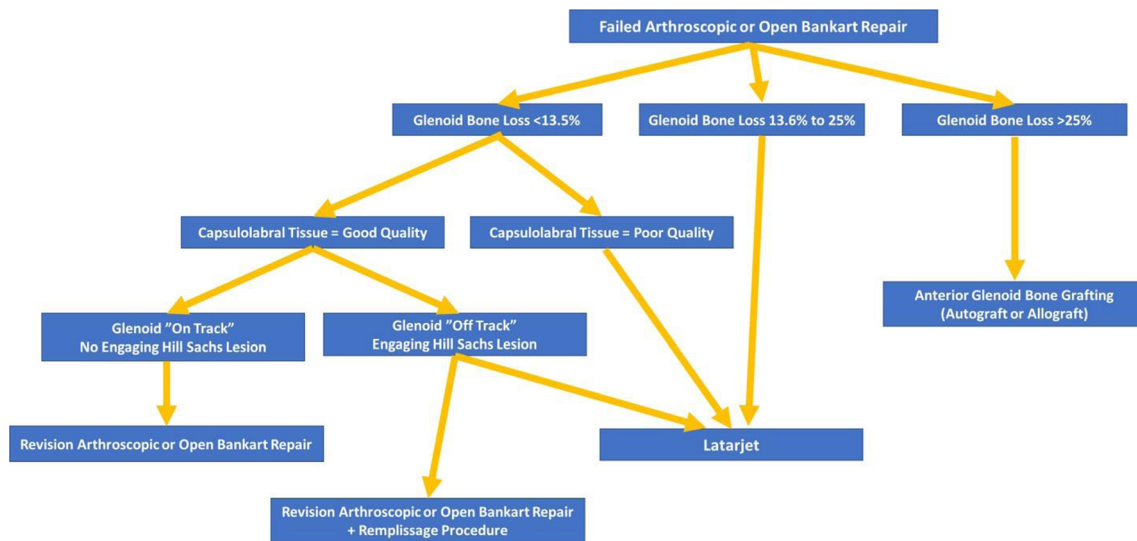 Failed Arthroscopic or Open Bankart Repair
Glenoid Bone Loss <13.5%
Glenoid Bone Loss 13.6% to 25%
Glenoid Bone Loss >25%
Capsulolabral Tissue = Good Quality
Capsulolabral Tissue = Poor Quality
Anterior Glenoid Bone Grafting
(Autograft or Allograft)
Glenoid ”On Track”
No Engaging Hill Sachs Lesion
Glenoid ”Off Track”
Engaging Hill Sachs Lesion
Revision Arthroscopic or Open Bankart Repair
Latarjet
Revision Arthroscopic or Open Bankart Repair
+ Remplissage Procedure